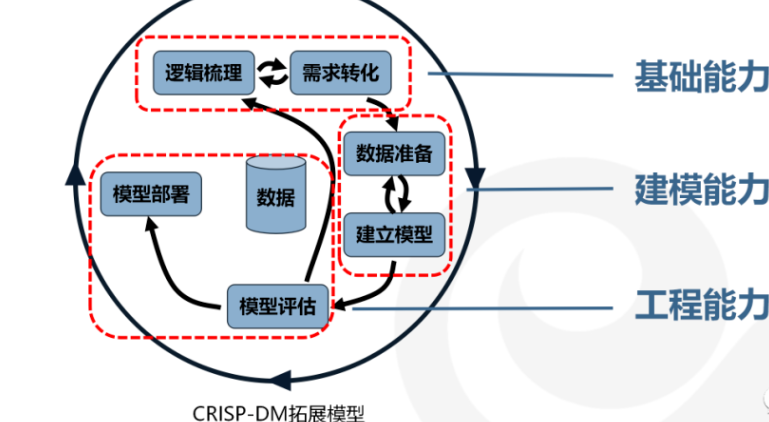 逻辑梳理
需求转化
基础能力
数据准备
模型部署
数据
建模能力
建立模型
模型评估
工程能力
CRISP-DM拓展模型